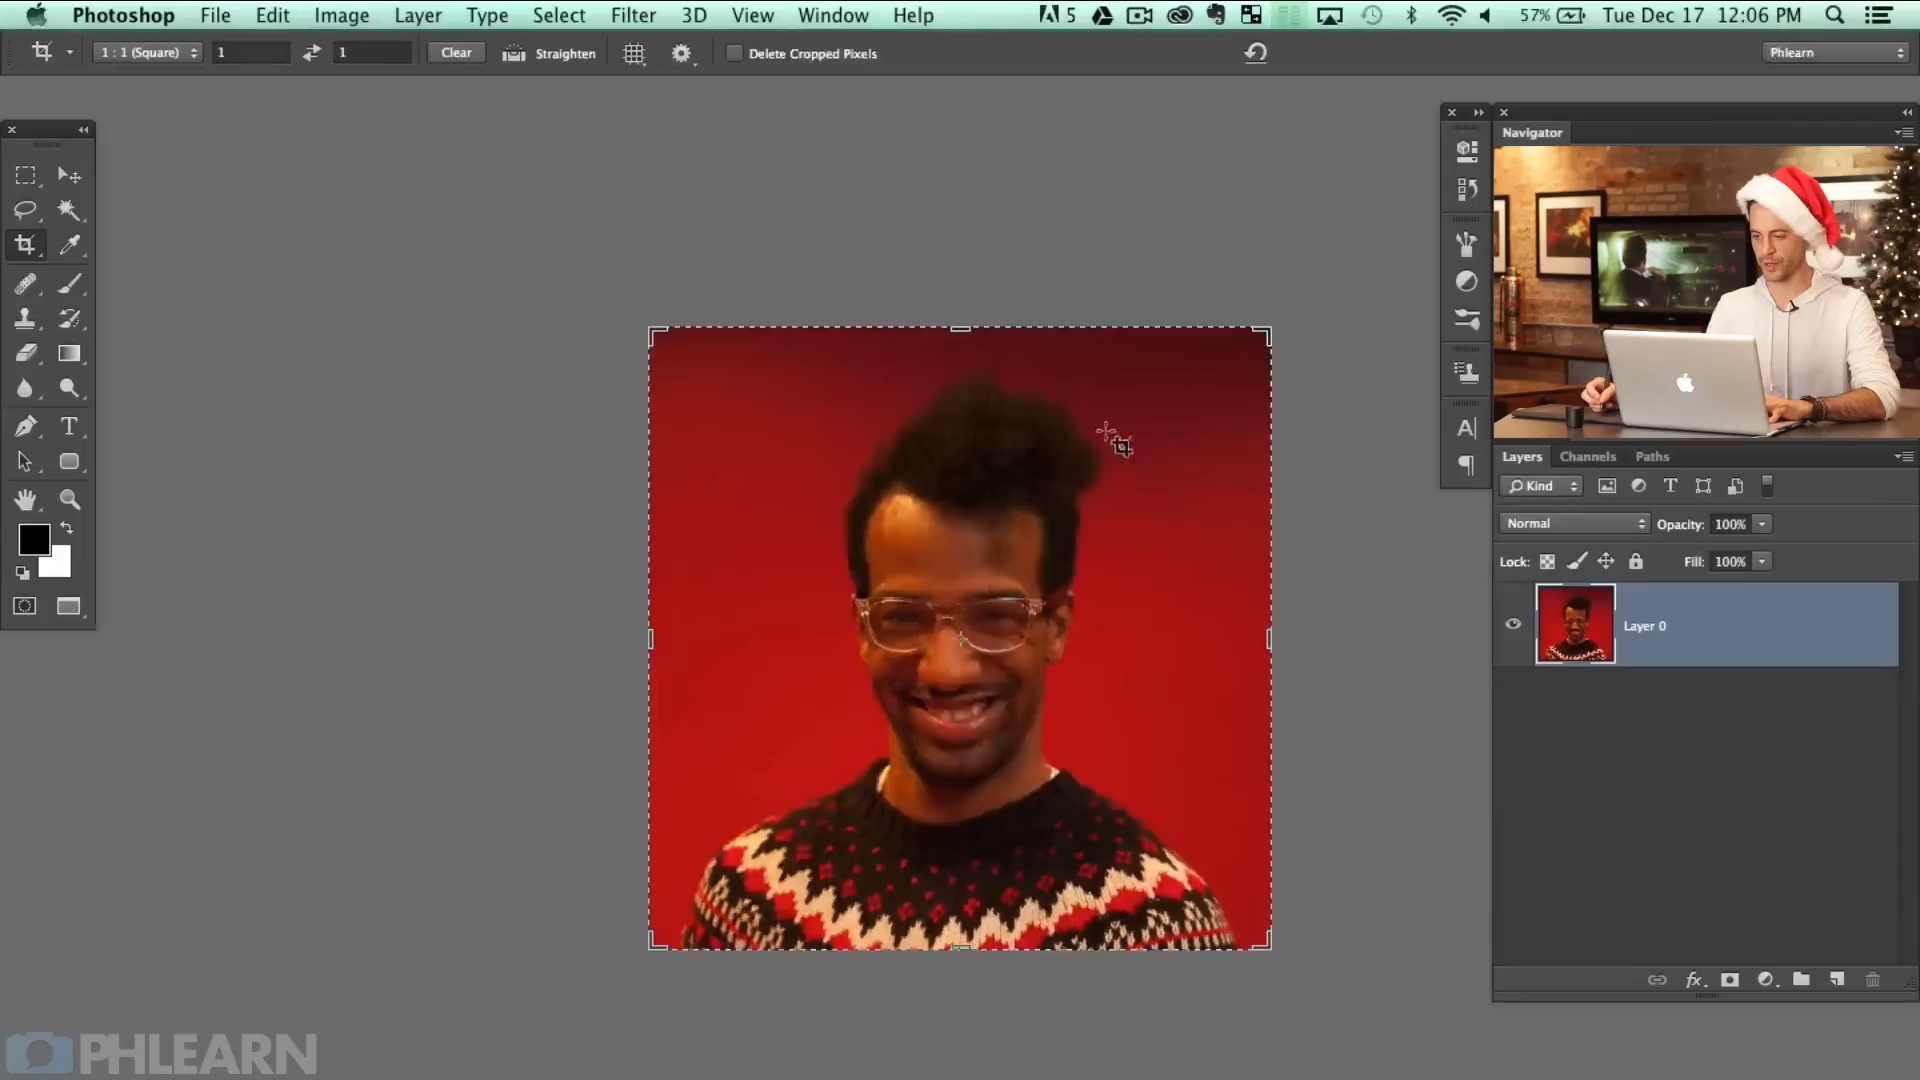 Photoshop File Edit Image Layer Type Select Filter 3D View Window Help 5 57% Tue Dec 17 12:06 PM
1 : 1 (Square) 1 1 Clear Straighten Delete Cropped Pixels Phlearn
Navigator
Layers Channels Paths
Kind
Normal Opacity: 100%
Lock: Fill: 100%
Layer 0
PHLEARN